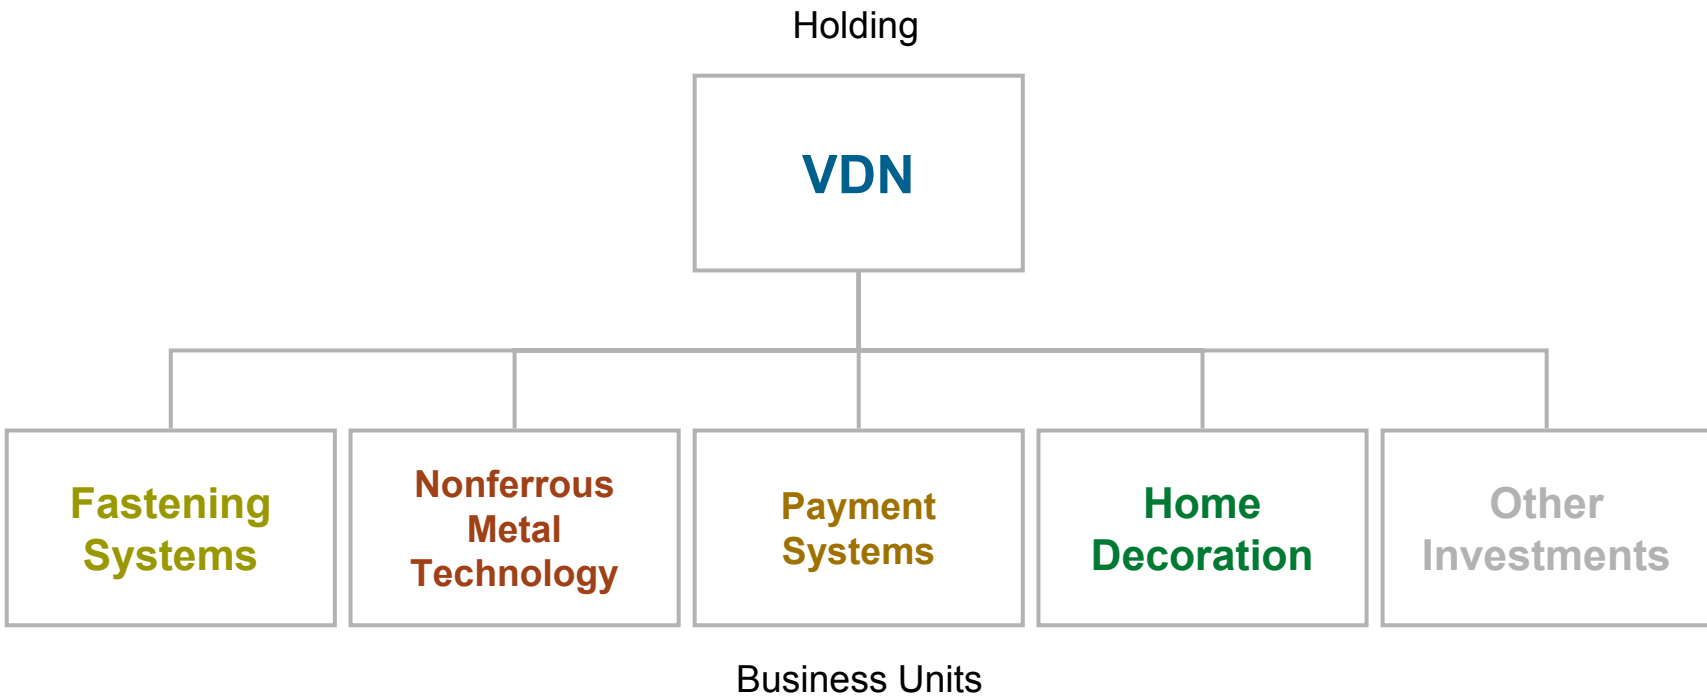 Holding
VDN
Fastening
Systems
Nonferrous
Metal
Technology
Payment
Systems
Home
Decoration
Other
Investments
Business Units